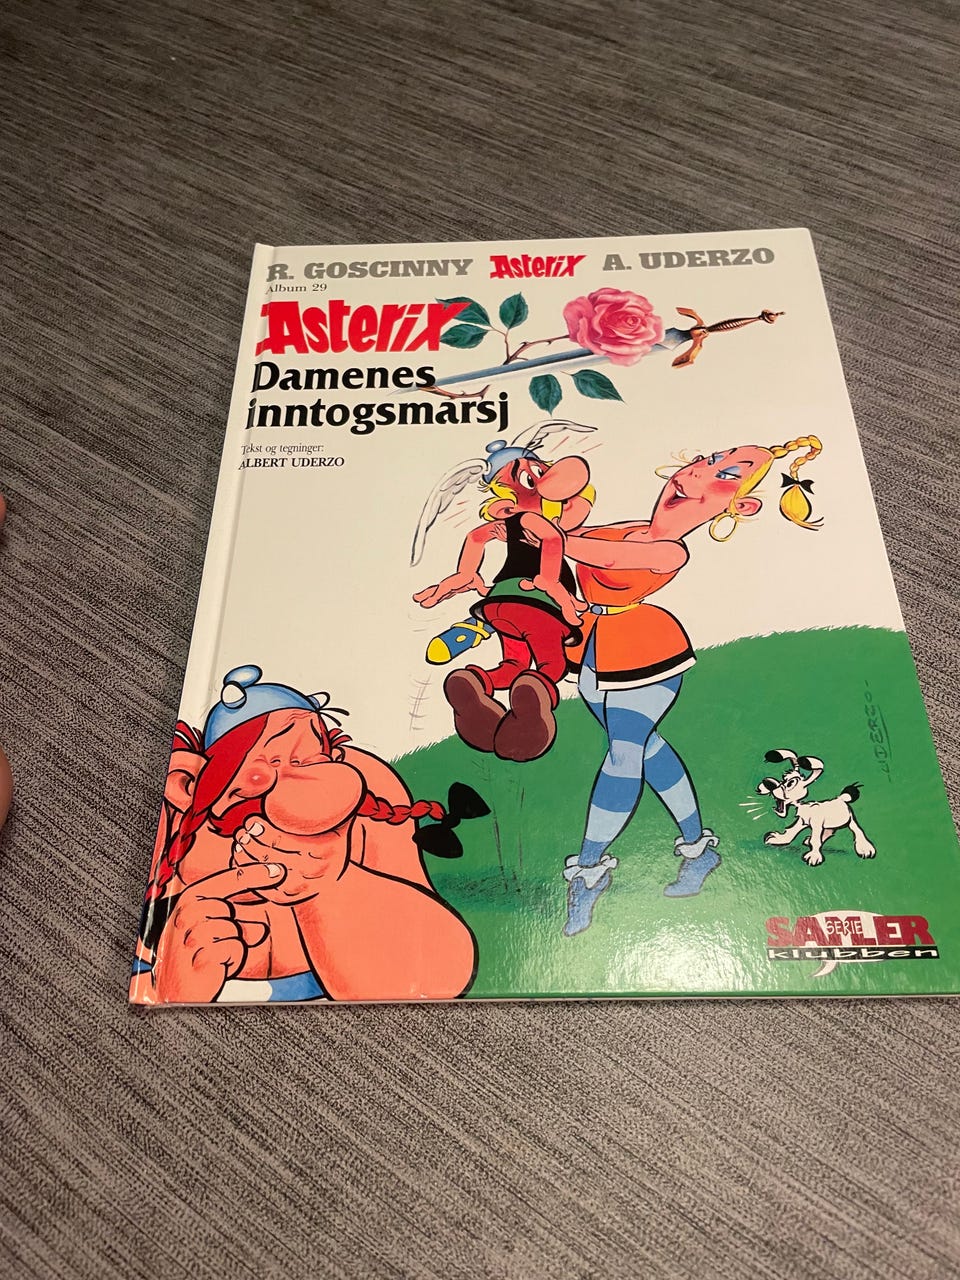 R. GOSCINNY Asterix A. UDERZO
Album 29
Asterix
Damenes
inntogsmarsj
Tekst og tegninger:
ALBERT UDERZO
UDERZO
SAMLER
SERIE
klubben